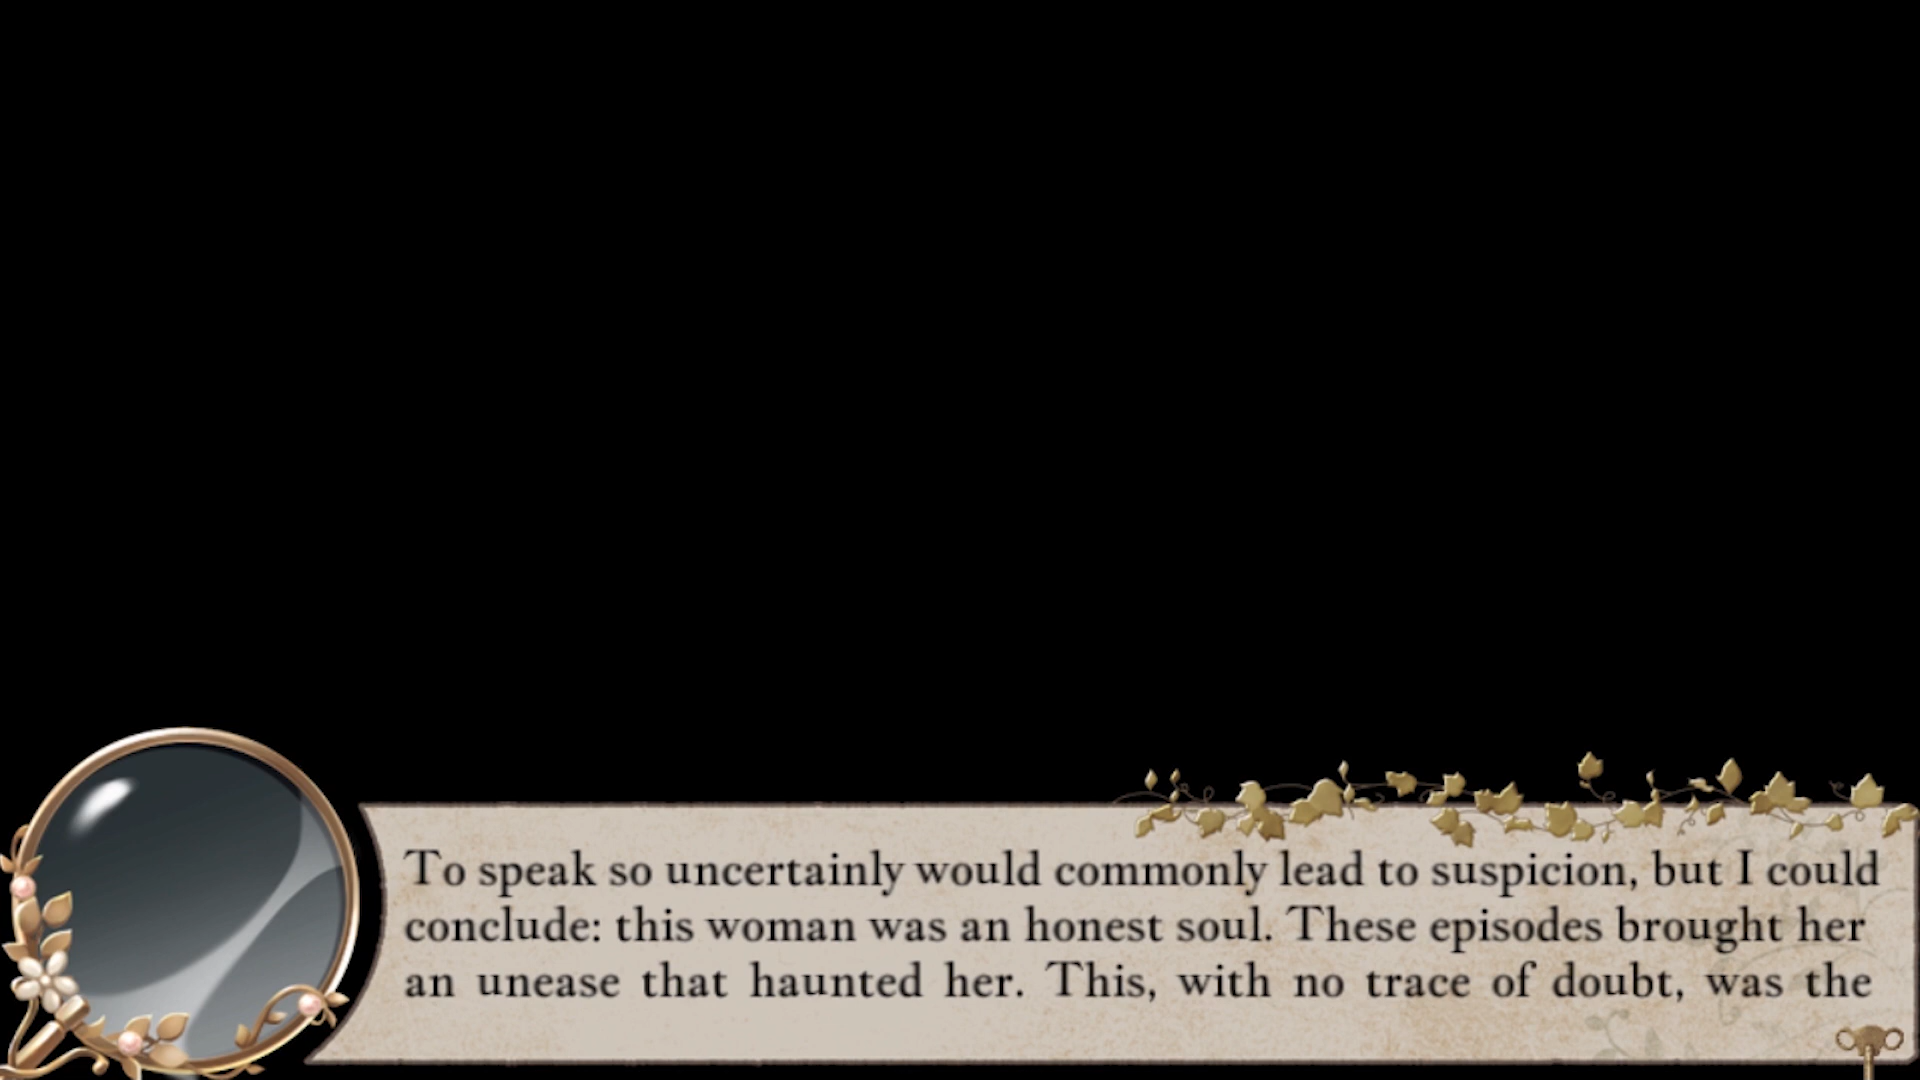 To speak so uncertainly would commonly lead to suspicion, but I could
conclude: this woman was an honest soul. These episodes brought her
an unease that haunted her. This, with no trace of doubt, was the